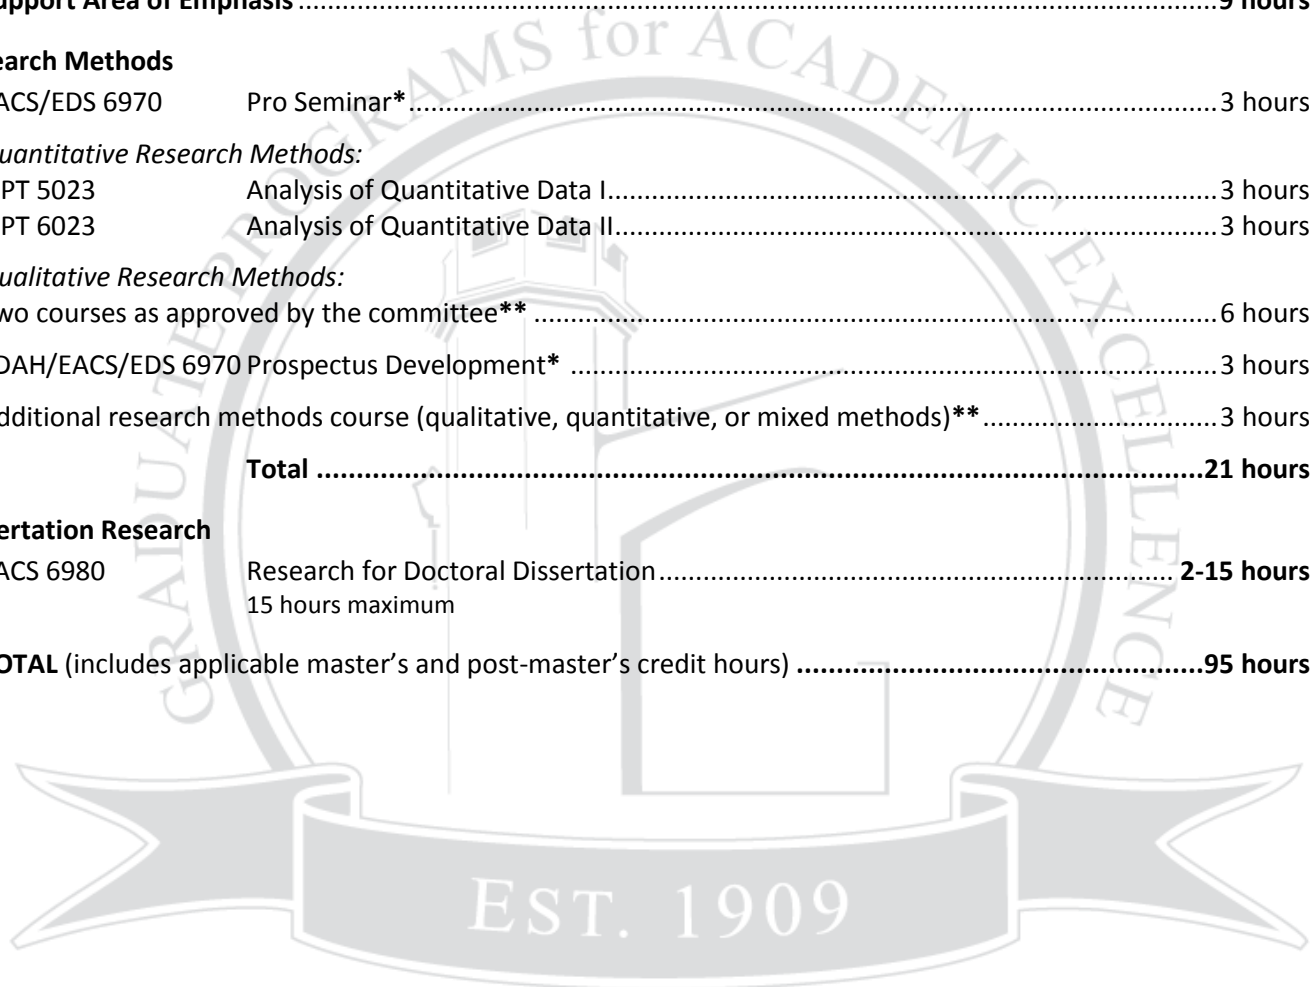 upport Area of Emphasis........................................................................................................................9 hours
earch Methods
ACS/EDS 6970 Pro Seminar*........................................................................................................................3 hours
uantitative Research Methods:
PT 5023 Analysis of Quantitative Data I........................................................................................3 hours
PT 6023 Analysis of Quantitative Data II.......................................................................................3 hours
ualitative Research Methods:
wo courses as approved by the committee** ....................................................................................................3 hours
DAH/EACS/EDS 6970 Prospectus Development* ................................................................................................3 hours
dditional research methods course (qualitative, quantitative, or mixed methods)**..................................3 hours
Total ...............................................................................................................21 hours
ertation Research
ACS 6980 Research for Doctoral Dissertation............................................................................ 2-15 hours
15 hours maximum
OTAL (includes applicable master’s and post-master’s credit hours) ...................................................95 hours
GRADUATE PROGRAMS for ACADEMIC EXCELLENCE
EST. 1909